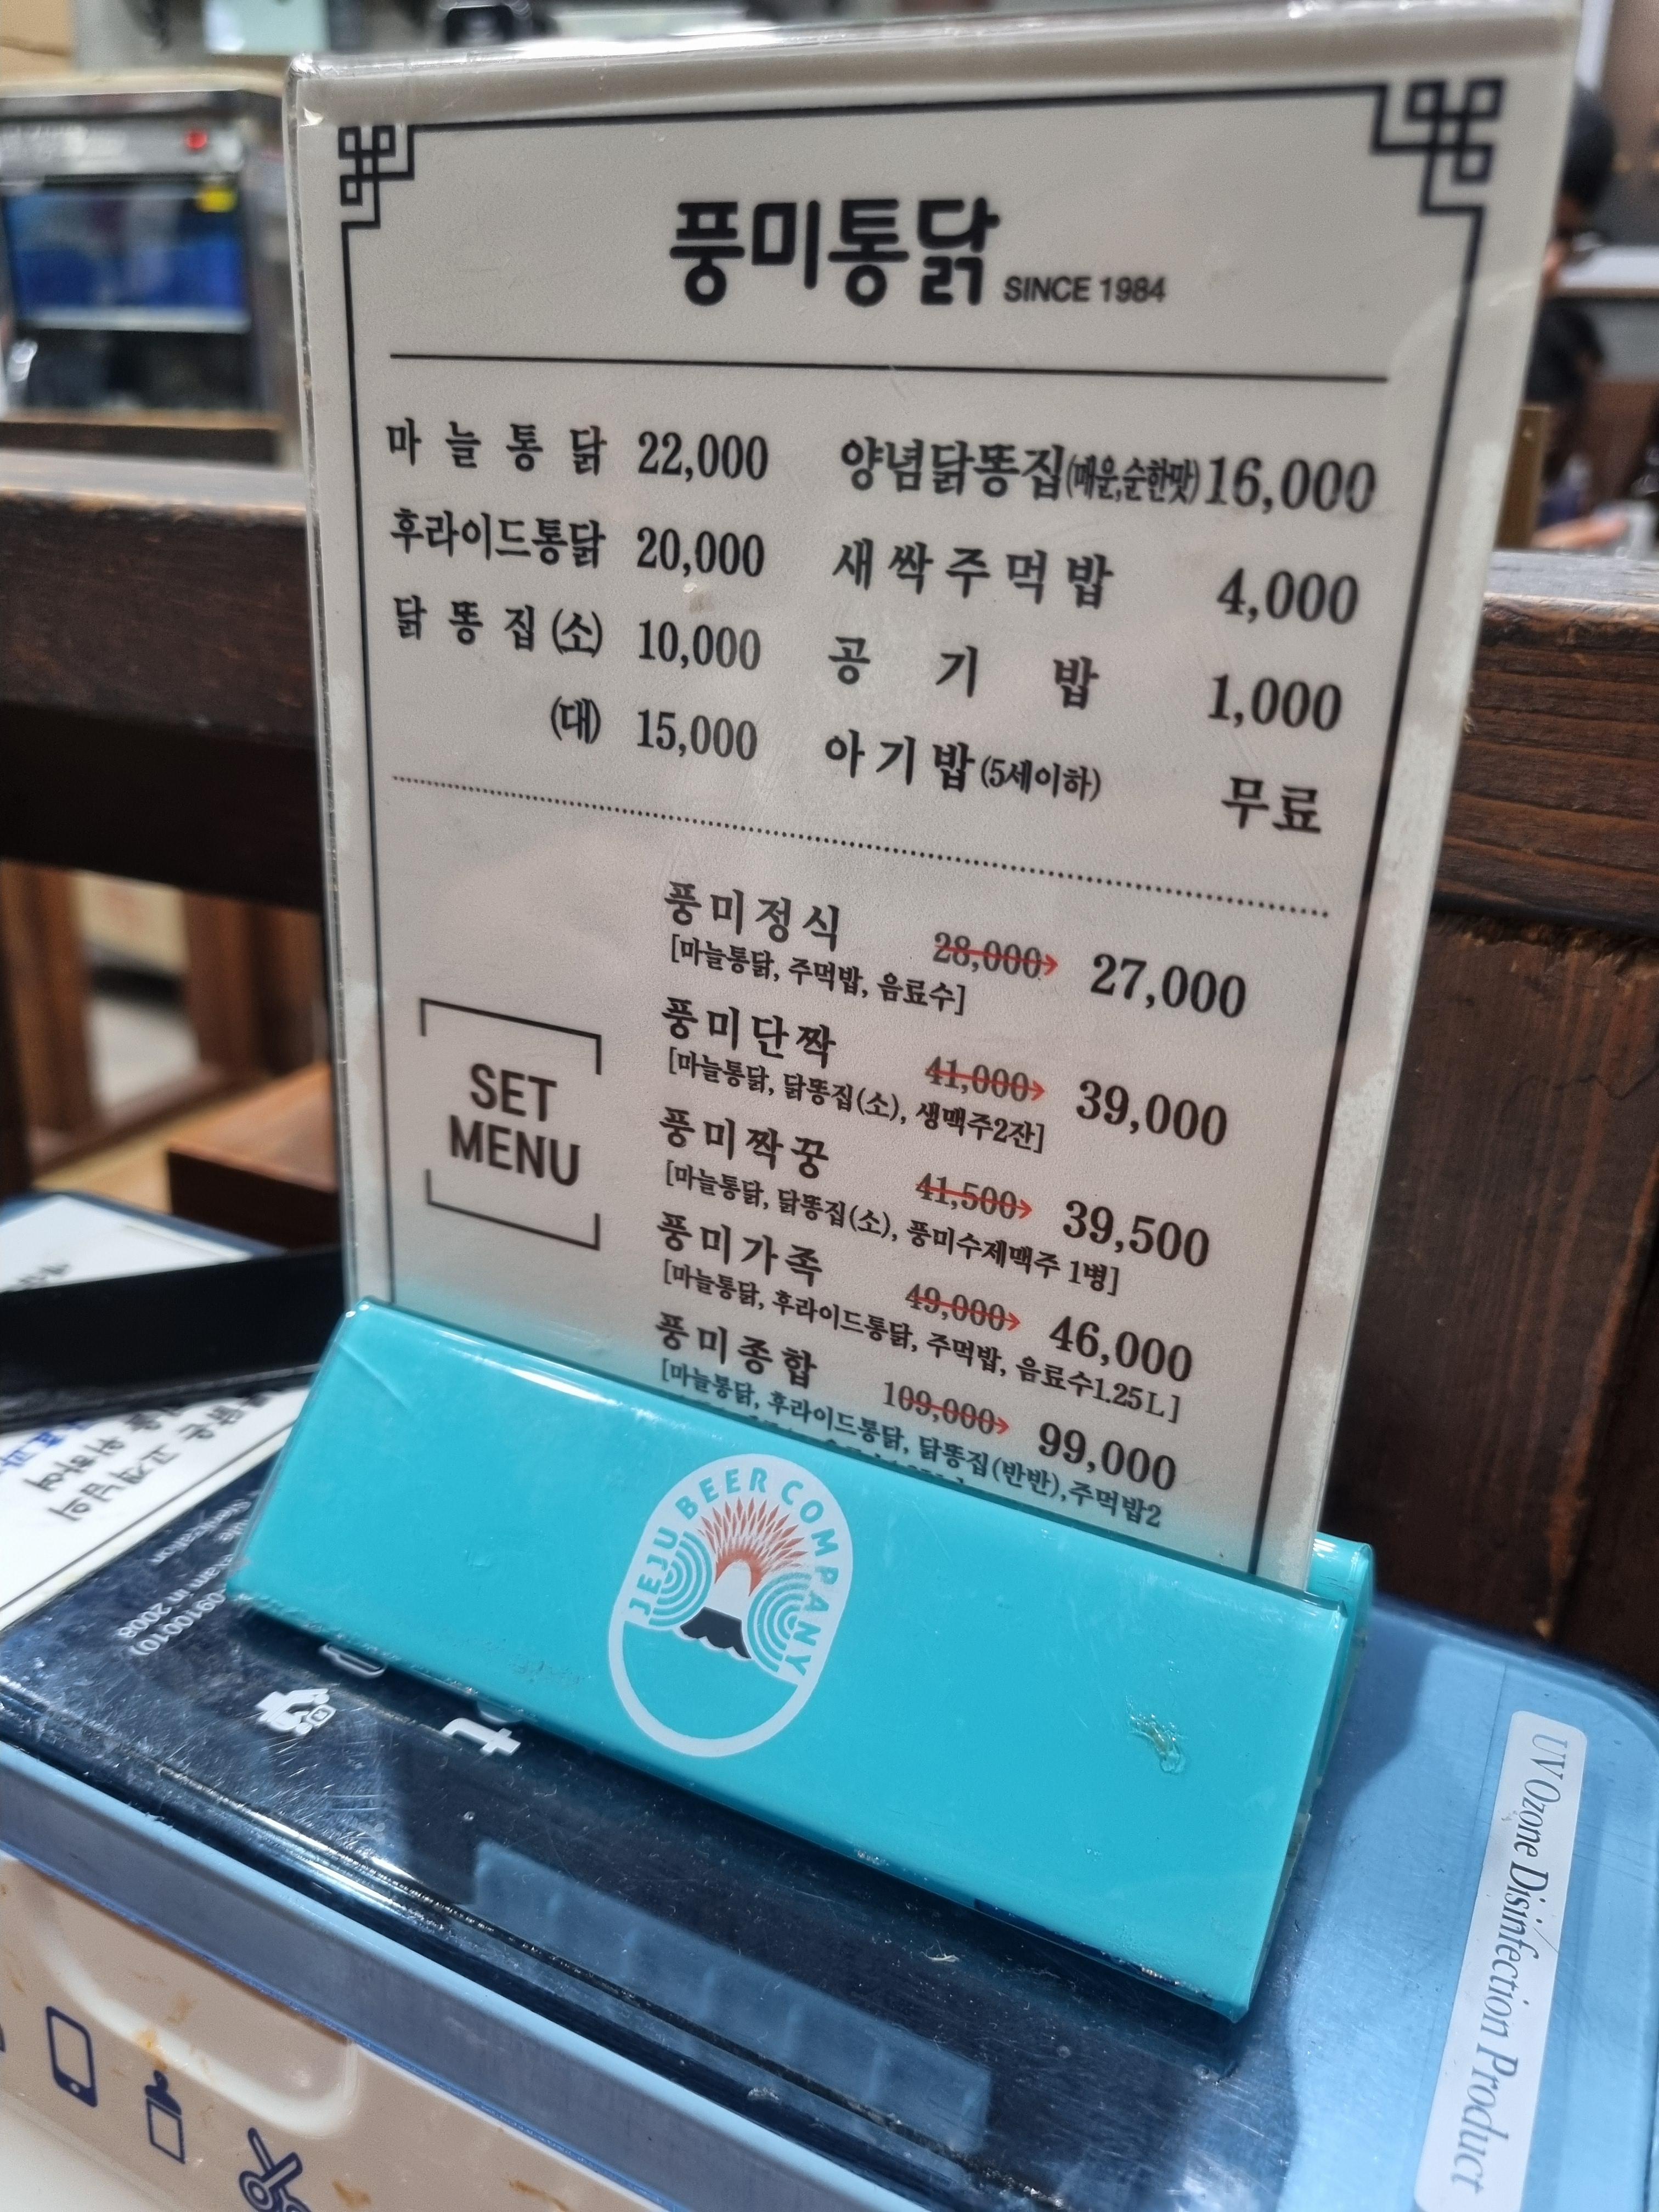 풍미통닭 SINCE 1984
마늘통닭 22,000
후라이드통닭 20,000
닭똥집(소) 10,000
(대) 15,000
양념닭똥집(매운,순한맛) 16,000
새싹주먹밥 4,000
공기밥 1,000
아기밥(5세이하) 무료
SET
MENU
풍미정식 28,000→ 27,000
[마늘통닭, 주먹밥, 음료수]
풍미단짝 41,000→ 39,000
[마늘통닭, 닭똥집(소), 생맥주2잔]
풍미짝꿍 41,500→ 39,500
[마늘통닭, 닭똥집(소), 풍미수제맥주 1병]
풍미가족 49,000→ 46,000
[마늘통닭, 후라이드통닭, 주먹밥, 음료수1.25L]
풍미종합 109,000→ 99,000
[마늘통닭, 후라이드통닭, 닭똥집(반반),주먹밥2
JEJU BEER COMPANY
고객님의
위하여
in 2008
UV Ozone Disinfection Product